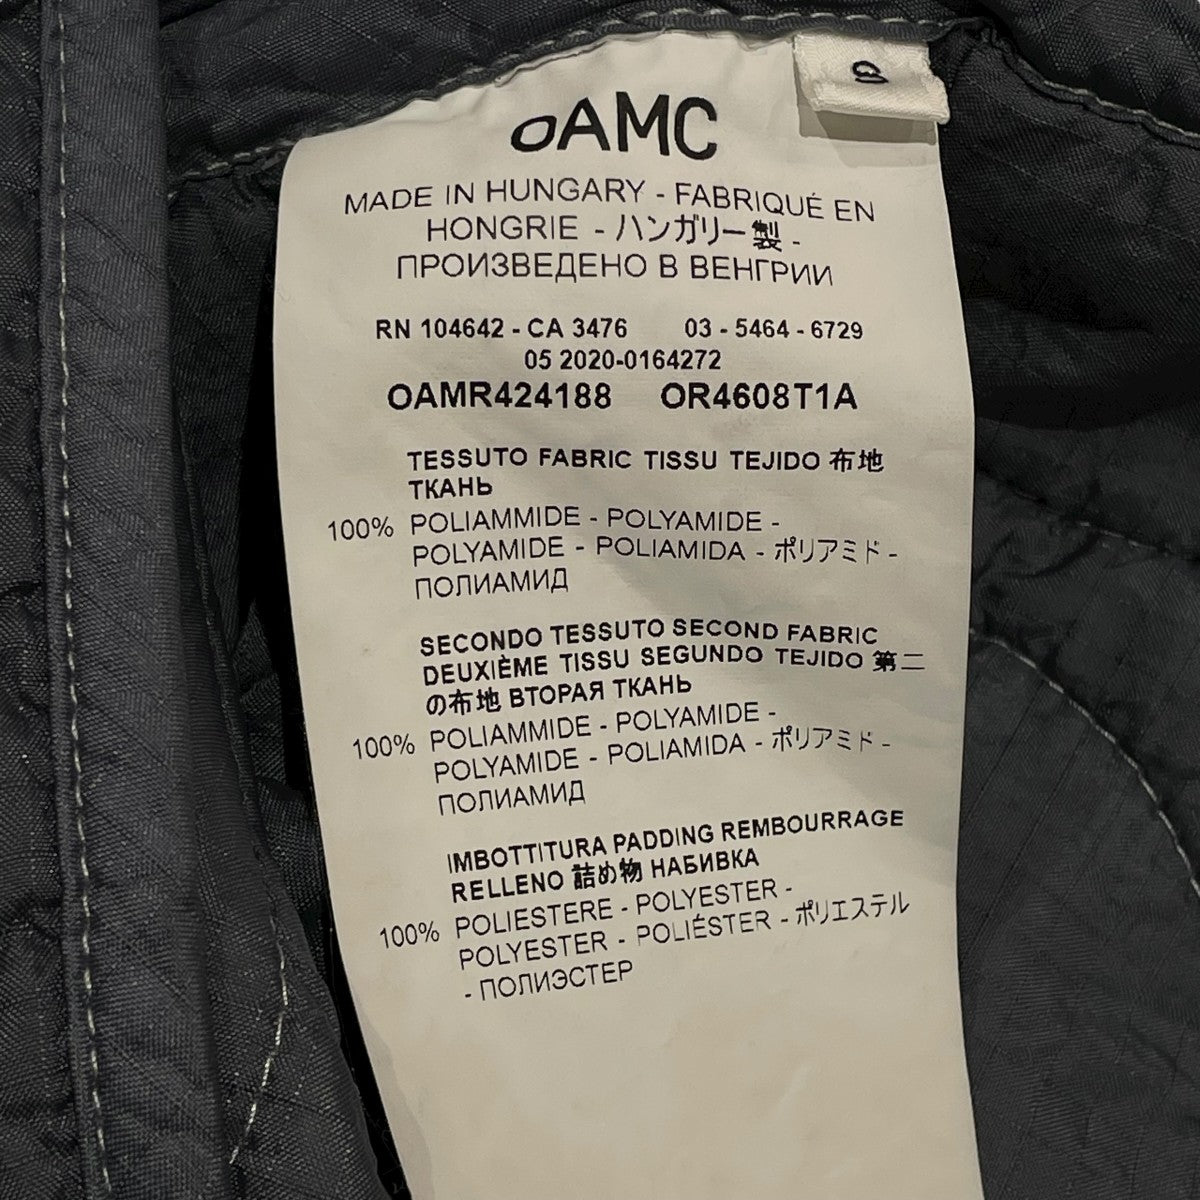 oAMC
MADE IN HUNGARY - FABRIQUÉ EN
HONGRIE - ハンガリー製 -
ПРОИЗВЕДЕНО В ВЕНГРИИ
RN 104642 - CA 3476 03 - 5464 - 6729
05 2020-0164272
OAMR424188 OR4608T1A
TESSUTO FABRIC TISSU TEJIDO 布地
ТКАНЬ
100% POLIAMMIDE - POLYAMIDE -
POLYAMIDE - POLIAMIDA - ポリアミド -
ПОЛИАМИД
SECONDO TESSUTO SECOND FABRIC
DEUXIÈME TISSU SEGUNDO TEJIDO 第二
の布地 ВТОРАЯ ТКАНЬ
100% POLIAMMIDE - POLYAMIDE -
POLYAMIDE - POLIAMIDA - ポリアミド -
ПОЛИАМИД
IMBOTTITURA PADDING REMBOURRAGE
RELLENO 詰め物 НАБИВКА
100% POLIESTERE - POLYESTER -
POLYESTER - POLIÉSTER - ポリエステル
- ПОЛИЭСТЕР